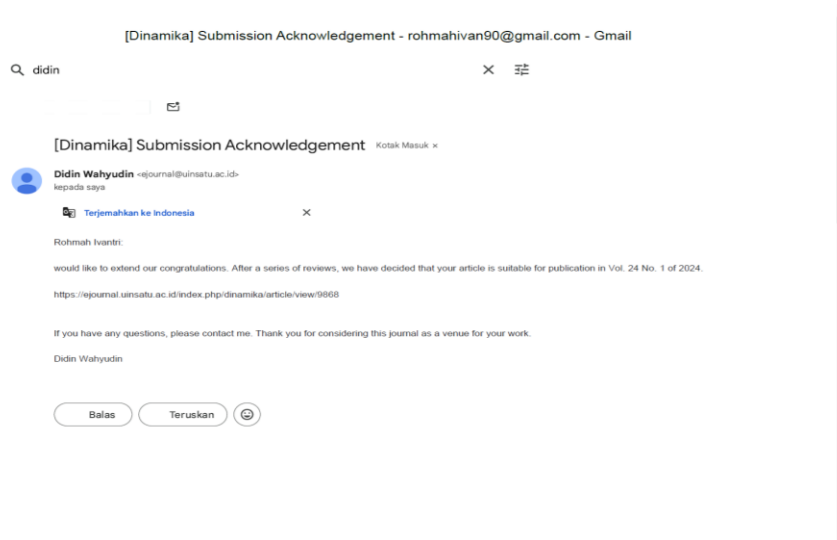 [Dinamika] Submission Acknowledgement - rohmahivan90@gmail.com - Gmail
didin
[Dinamika] Submission Acknowledgement Kotak Masuk ×
Didin Wahyudin <ejournal@uinsatu.ac.id>
kepada saya
Terjemahkan ke Indonesia
Rohmah Ivantri:
would like to extend our congratulations. After a series of reviews, we have decided that your article is suitable for publication in Vol. 24 No. 1 of 2024.
https://ejournal.uinsatu.ac.id/index.php/dinamika/article/view/9868
If you have any questions, please contact me. Thank you for considering this journal as a venue for your work.
Didin Wahyudin
Balas Teruskan